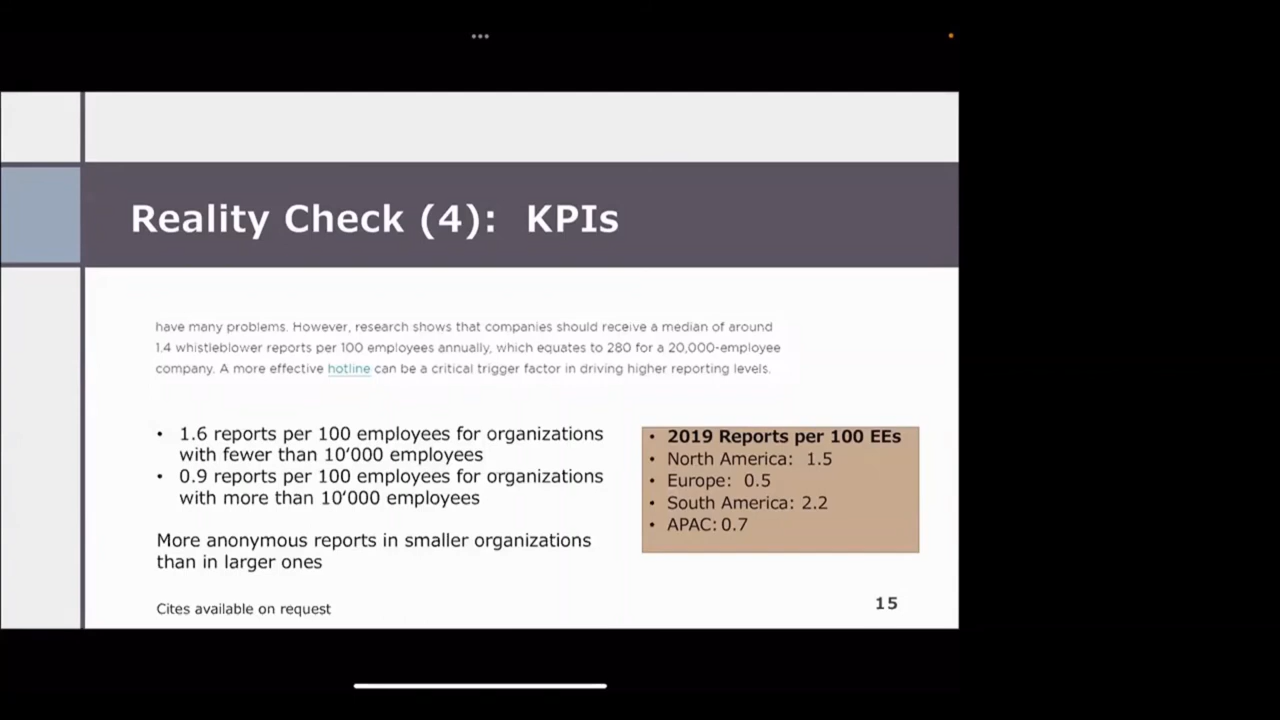 Reality Check (4): KPIs
have many problems. However, research shows that companies should receive a median of around
1.4 whistleblower reports per 100 employees annually, which equates to 280 for a 20,000-employee
company. A more effective hotline can be a critical trigger factor in driving higher reporting levels.
• 1.6 reports per 100 employees for organizations
with fewer than 10‘000 employees
• 0.9 reports per 100 employees for organizations
with more than 10‘000 employees
More anonymous reports in smaller organizations
than in larger ones
• 2019 Reports per 100 EEs
• North America: 1.5
• Europe: 0.5
• South America: 2.2
• APAC: 0.7
Cites available on request
15